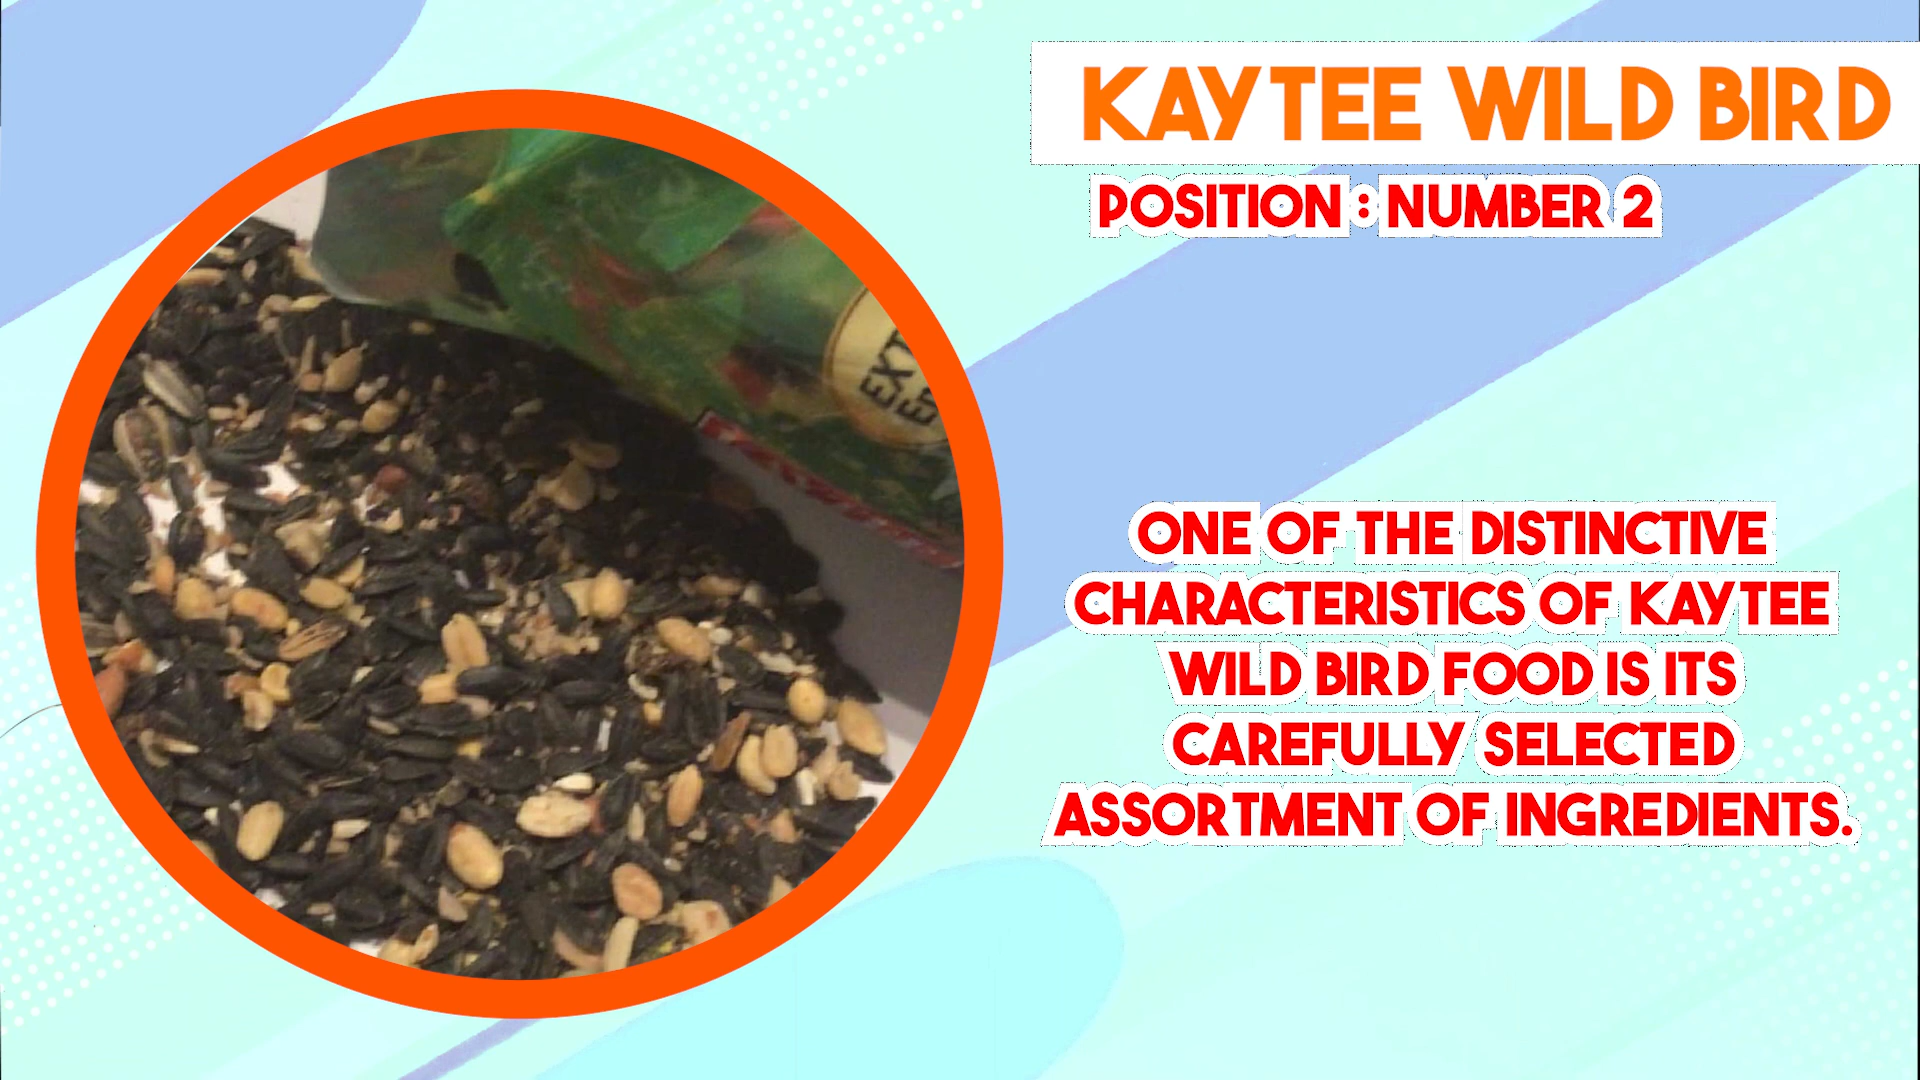 KAYTEE WILD BIRD
POSITION : NUMBER 2
ONE OF THE DISTINCTIVE
CHARACTERISTICS OF KAYTEE
WILD BIRD FOOD IS ITS
CAREFULLY SELECTED
ASSORTMENT OF INGREDIENTS.